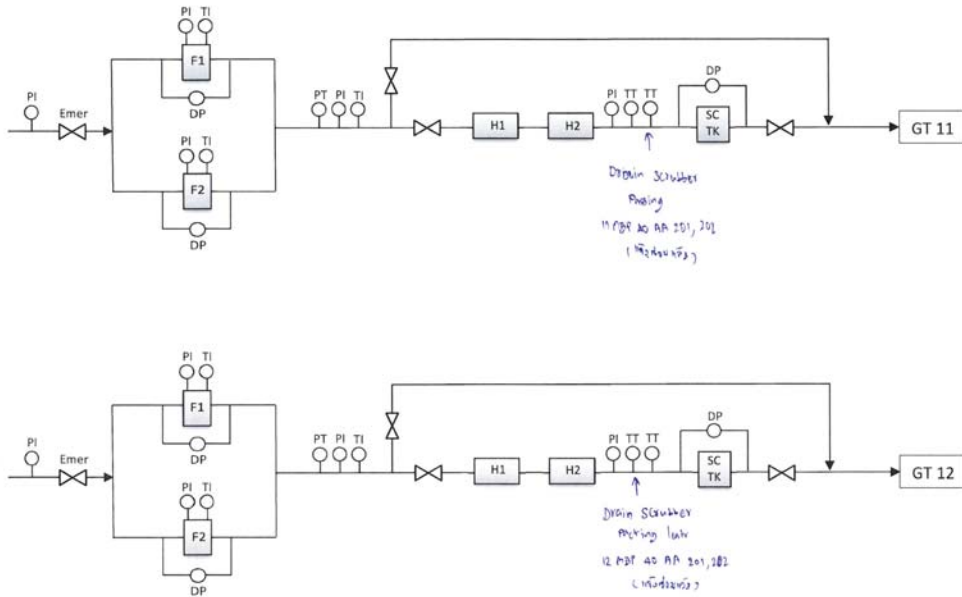 PI TI
F1
PI
Emer
DP
PT PI TI
PI TT TT
DP
H1
H2
SC
TK
GT 11
PI TI
F2
DP
Drain Scrubber
Passing
11 MBP 40 AA 201, 202
PI TI
F1
PI
Emer
DP
PT PI TI
PI TT TT
DP
H1
H2
SC
TK
GT 12
PI TI
F2
DP
Drain Scrubber
Packing
12 MBP 40 AA 201, 202